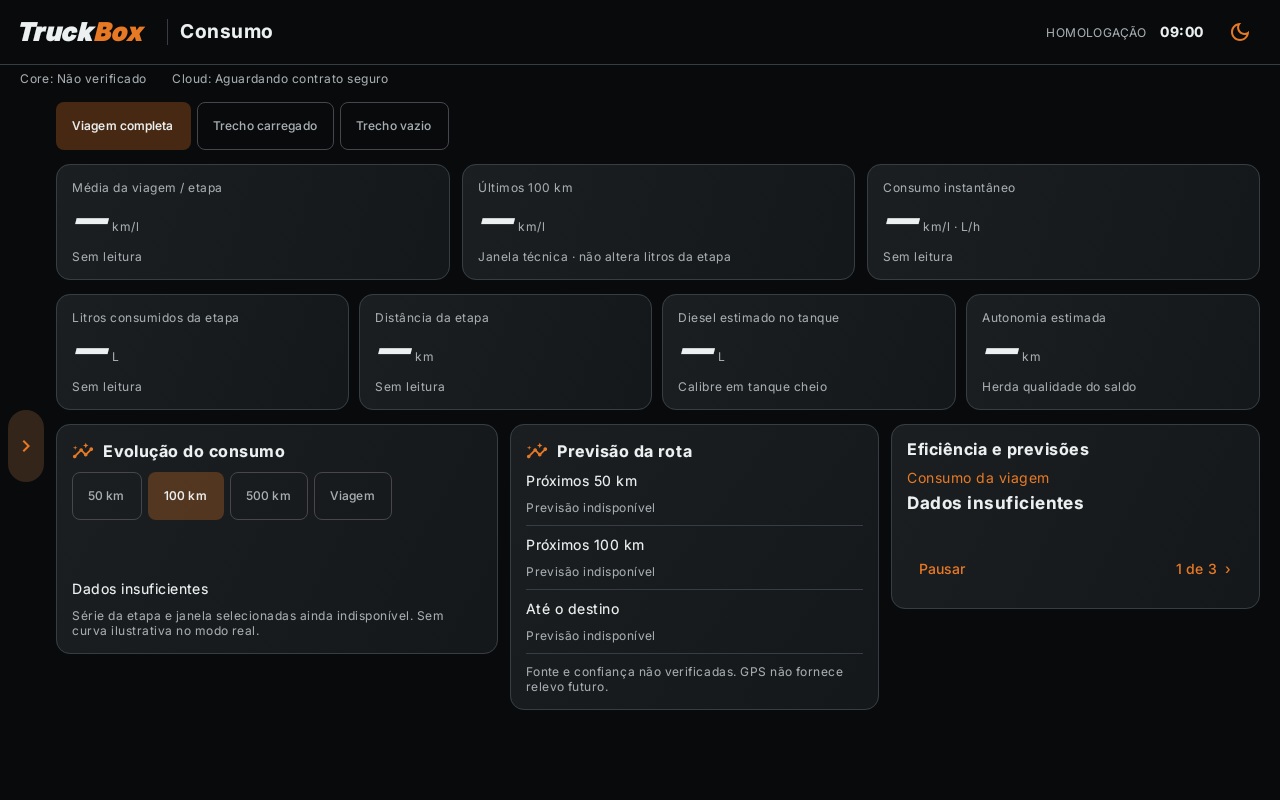 TruckBox
Consumo
HOMOLOGAÇÃO 09:00
Core: Não verificado
Cloud: Aguardando contrato seguro
Viagem completa
Trecho carregado
Trecho vazio
Média da viagem / etapa
— km/l
Sem leitura
Últimos 100 km
— km/l
Janela técnica · não altera litros da etapa
Consumo instantâneo
— km/l · L/h
Sem leitura
Litros consumidos da etapa
— L
Sem leitura
Distância da etapa
— km
Sem leitura
Diesel estimado no tanque
— L
Calibre em tanque cheio
Autonomia estimada
— km
Herda qualidade do saldo
Evolução do consumo
50 km
100 km
500 km
Viagem
Dados insuficientes
Série da etapa e janela selecionadas ainda indisponível. Sem
curva ilustrativa no modo real.
Previsão da rota
Próximos 50 km
Previsão indisponível
Próximos 100 km
Previsão indisponível
Até o destino
Previsão indisponível
Fonte e confiança não verificadas. GPS não fornece
relevo futuro.
Eficiência e previsões
Consumo da viagem
Dados insuficientes
Pausar
1 de 3 ›